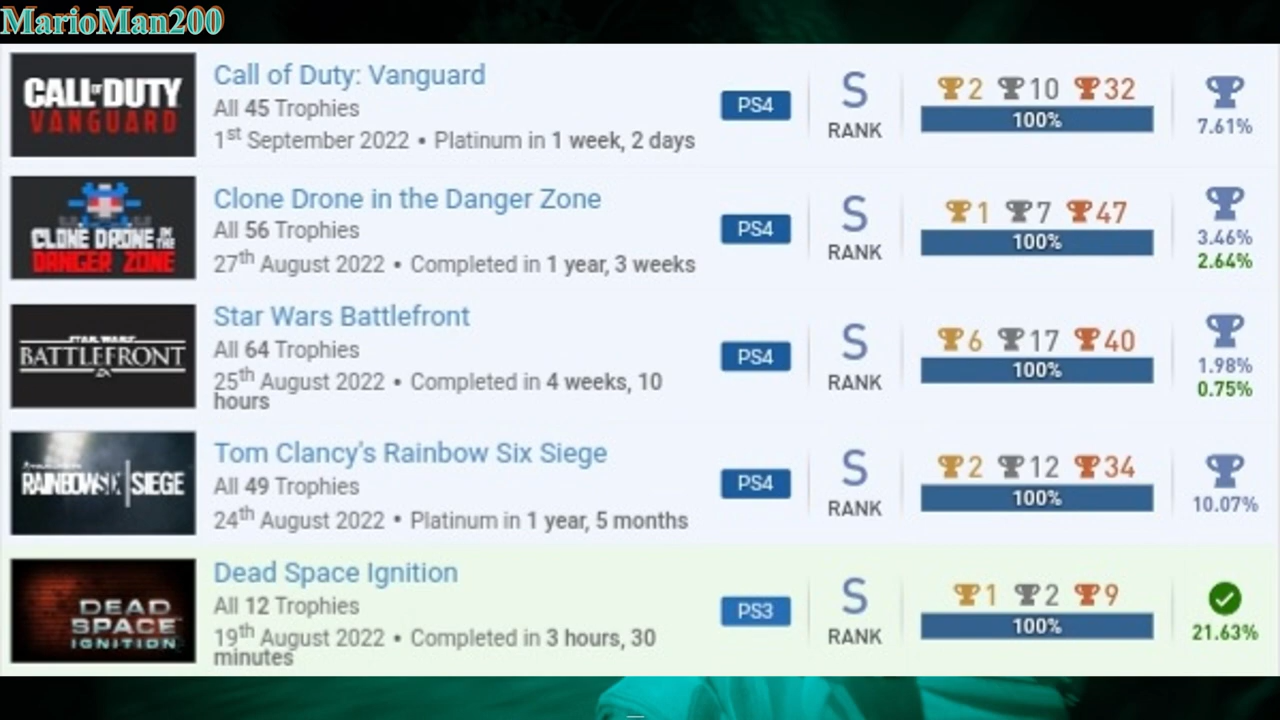 MarioMan200
CALL OF DUTY
VANGUARD
Call of Duty: Vanguard
All 45 Trophies
1st September 2022 • Platinum in 1 week, 2 days
PS4
S
RANK
2 10 32
100%
7.61%
CLONE DRONE IN THE
DANGER ZONE
Clone Drone in the Danger Zone
All 56 Trophies
27th August 2022 • Completed in 1 year, 3 weeks
PS4
S
RANK
1 7 47
100%
3.46%
2.64%
STAR WARS
BATTLEFRONT
EA
Star Wars Battlefront
All 64 Trophies
25th August 2022 • Completed in 4 weeks, 10
hours
PS4
S
RANK
6 17 40
100%
1.98%
0.75%
RAINBOW SIX | SIEGE
Tom Clancy's Rainbow Six Siege
All 49 Trophies
24th August 2022 • Platinum in 1 year, 5 months
PS4
S
RANK
2 12 34
100%
10.07%
DEAD
SPACE
IGNITION
Dead Space Ignition
All 12 Trophies
19th August 2022 • Completed in 3 hours, 30
minutes
PS3
S
RANK
1 2 9
100%
21.63%